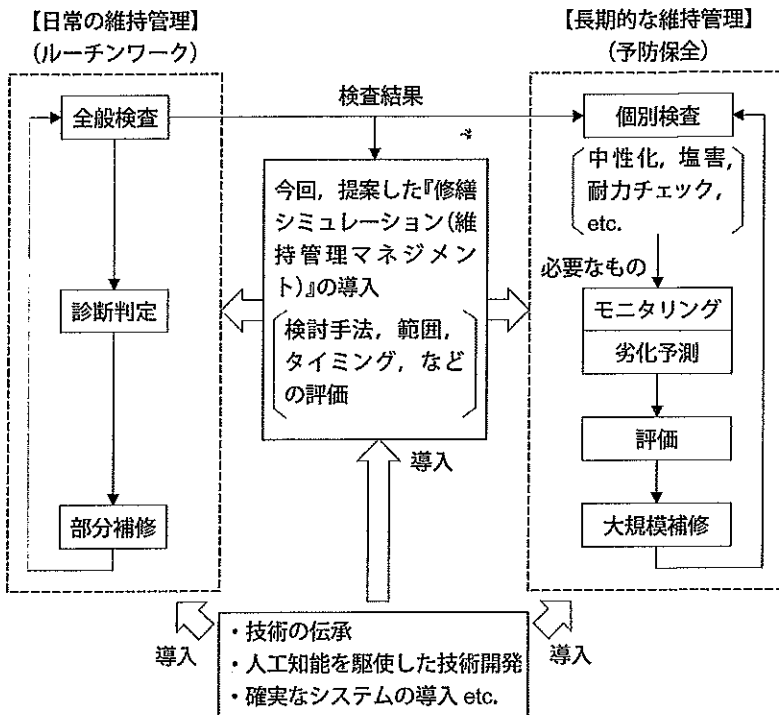 【日常の維持管理】
(ルーチンワーク)
全般検査
診断判定
部分補修
検査結果
今回，提案した『修繕
シミュレーション(維
持管理マネジメン
ト)』の導入
検討手法，範囲，
タイミング，など
の評価
導入
【長期的な維持管理】
(予防保全)
個別検査
中性化，塩害，
耐力チェック，
etc.
必要なもの
モニタリング
劣化予測
評価
大規模補修
導入
・技術の伝承
・人工知能を駆使した技術開発
・確実なシステムの導入 etc.
導入